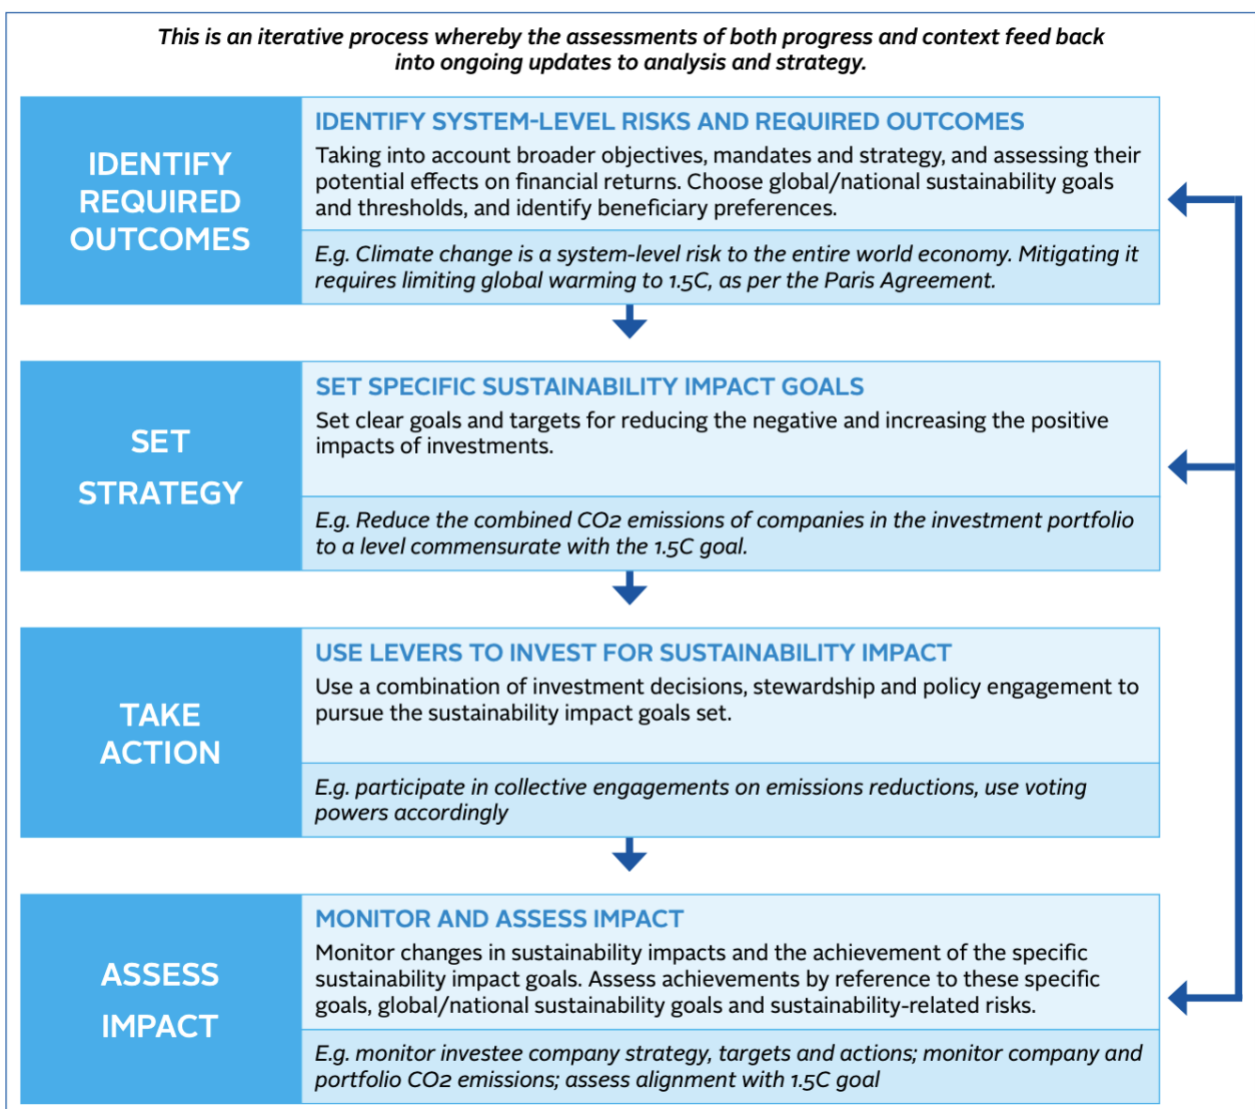 This is an iterative process whereby the assessments of both progress and context feed back
into ongoing updates to analysis and strategy.
IDENTIFY
REQUIRED
OUTCOMES
IDENTIFY SYSTEM-LEVEL RISKS AND REQUIRED OUTCOMES
Taking into account broader objectives, mandates and strategy, and assessing their
potential effects on financial returns. Choose global/national sustainability goals
and thresholds, and identify beneficiary preferences.
E.g. Climate change is a system-level risk to the entire world economy. Mitigating it
requires limiting global warming to 1.5C, as per the Paris Agreement.
SET
STRATEGY
SET SPECIFIC SUSTAINABILITY IMPACT GOALS
Set clear goals and targets for reducing the negative and increasing the positive
impacts of investments.
E.g. Reduce the combined CO2 emissions of companies in the investment portfolio
to a level commensurate with the 1.5C goal.
TAKE
ACTION
USE LEVERS TO INVEST FOR SUSTAINABILITY IMPACT
Use a combination of investment decisions, stewardship and policy engagement to
pursue the sustainability impact goals set.
E.g. participate in collective engagements on emissions reductions, use voting
powers accordingly
ASSESS
IMPACT
MONITOR AND ASSESS IMPACT
Monitor changes in sustainability impacts and the achievement of the specific
sustainability impact goals. Assess achievements by reference to these specific
goals, global/national sustainability goals and sustainability-related risks.
E.g. monitor investee company strategy, targets and actions; monitor company and
portfolio CO2 emissions; assess alignment with 1.5C goal